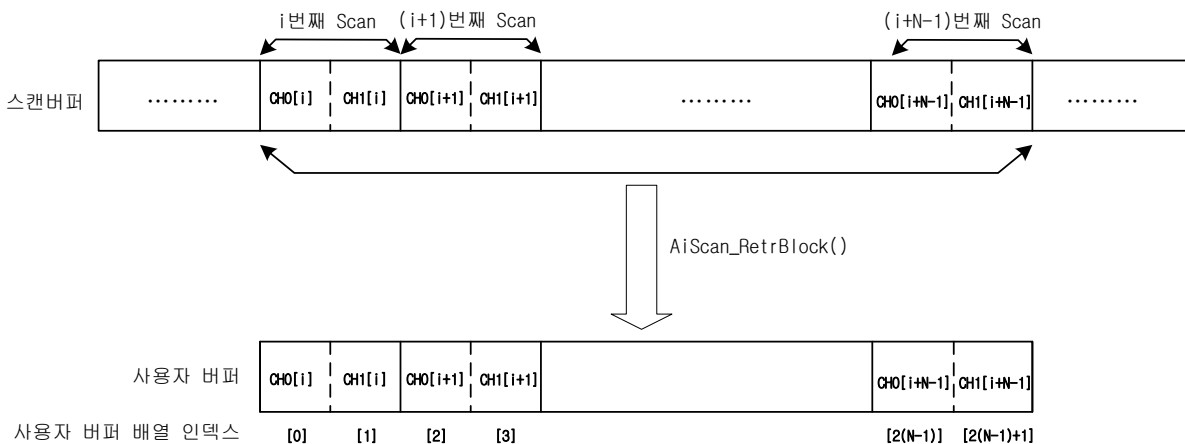 i번째 Scan (i+1)번째 Scan (i+N-1)번째 Scan
스캔버퍼 ……… CH0[i] CH1[i] CH0[i+1] CH1[i+1] ……… CH0[i+N-1] CH1[i+N-1] ………
AiScan_RetrBlock()
사용자 버퍼 CH0[i] CH1[i] CH0[i+1] CH1[i+1] CH0[i+N-1] CH1[i+N-1]
사용자 버퍼 배열 인덱스 [0] [1] [2] [3] [2(N-1)] [2(N-1)+1]